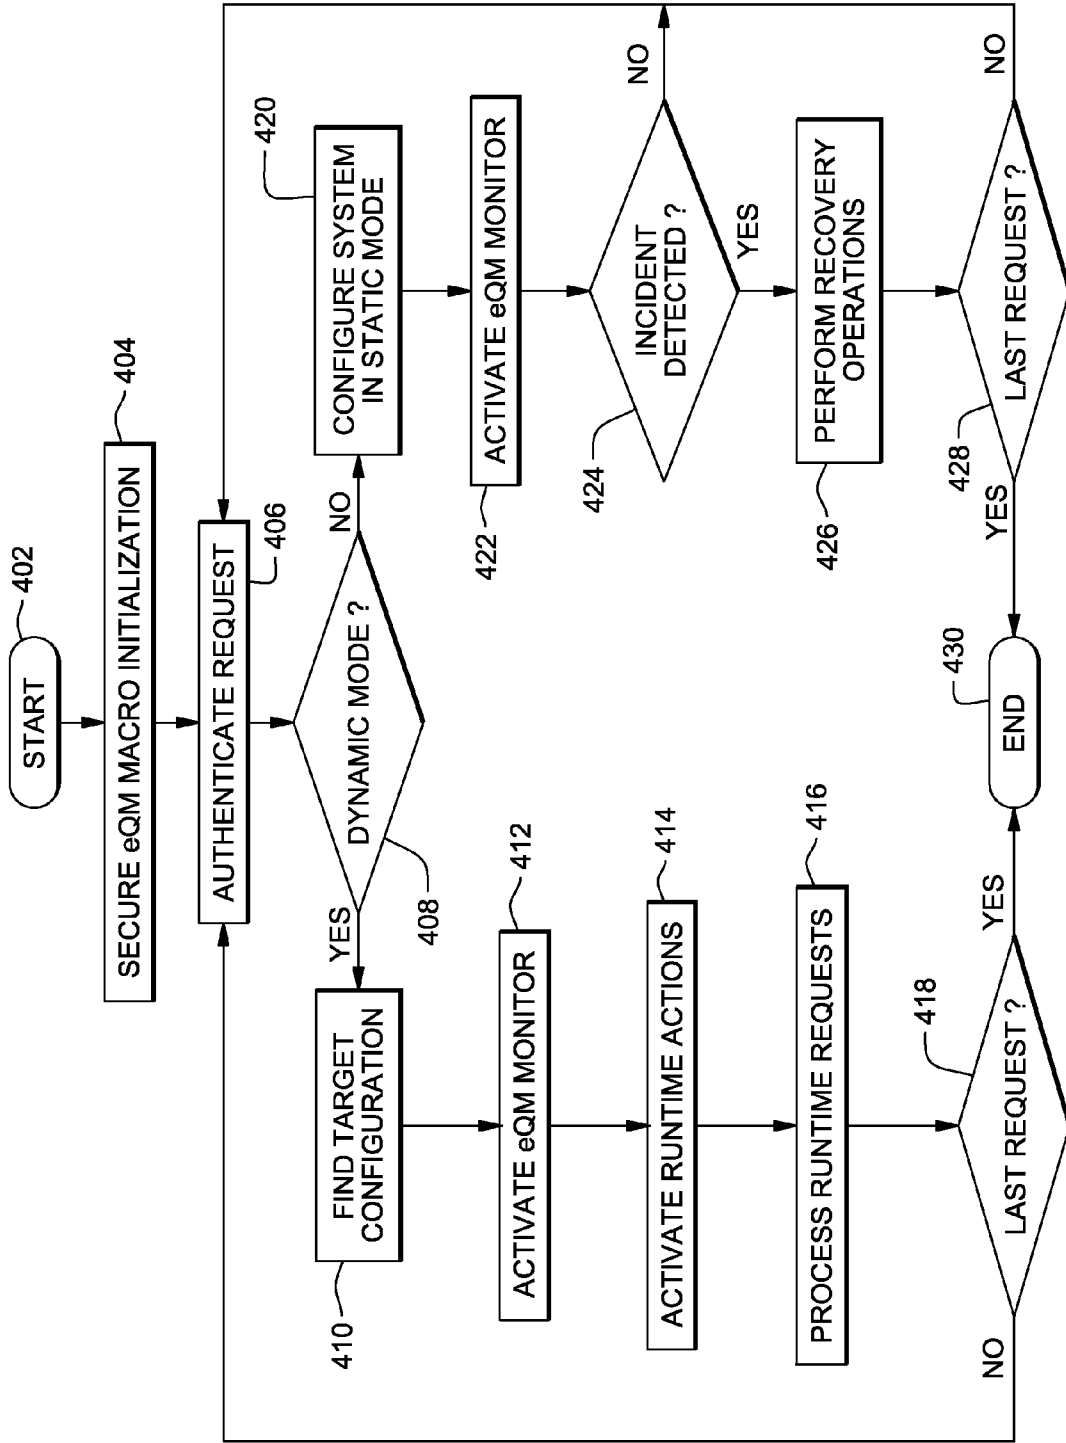 START
402
SECURE eQM MACRO INITIALIZATION
404
AUTHENTICATE REQUEST
406
DYNAMIC MODE ?
408
YES
NO
FIND TARGET
CONFIGURATION
410
ACTIVATE eQM MONITOR
412
ACTIVATE RUNTIME ACTIONS
414
PROCESS RUNTIME REQUESTS
416
LAST REQUEST ?
418
NO
YES
CONFIGURE SYSTEM
IN STATIC MODE
420
ACTIVATE eQM MONITOR
422
INCIDENT
DETECTED ?
424
NO
YES
PERFORM RECOVERY
OPERATIONS
426
LAST REQUEST ?
428
YES
NO
END
430